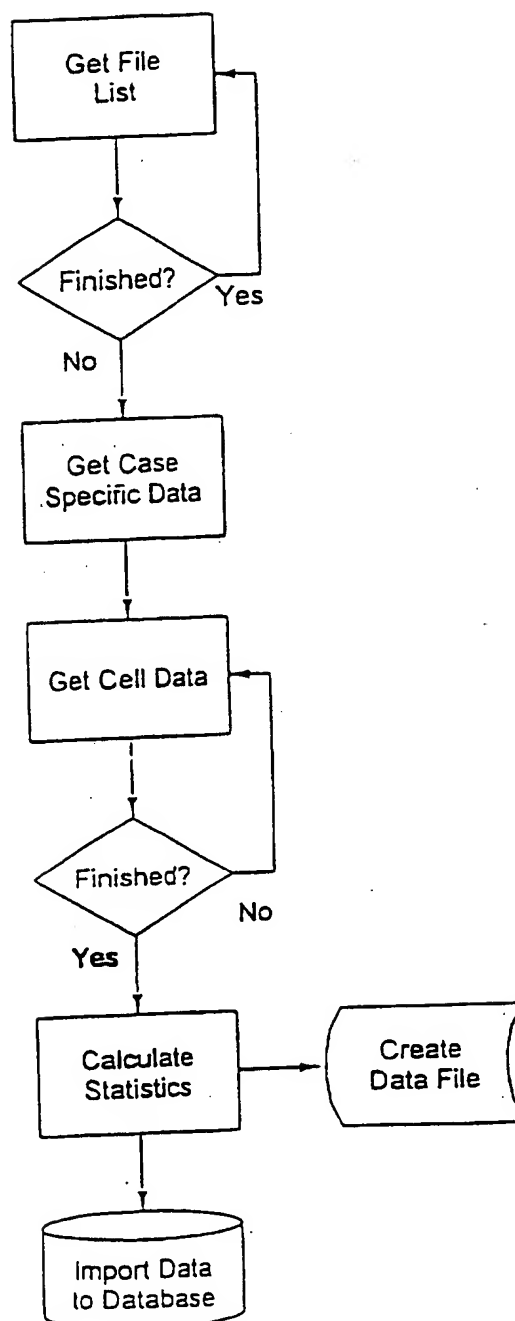 Get File
List
Finished?
Yes
No
Get Case
Specific Data
Get Cell Data
Finished?
No
Yes
Calculate
Statistics
Create
Data File
Import Data
to Database